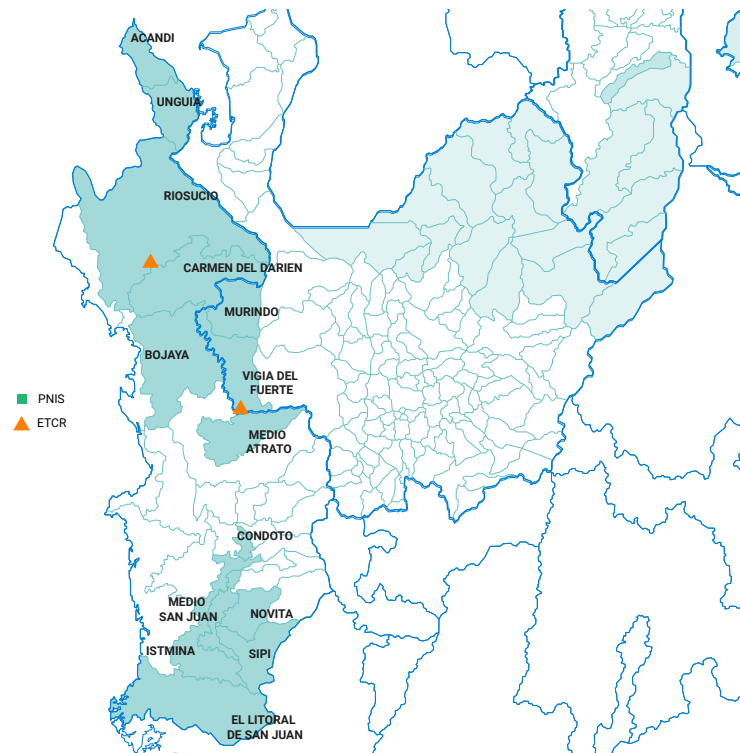 ACANDI
UNGUIA
RIOSUCIO
CARMEN DEL DARIEN
MURINDO
BOJAYA
VIGIA DEL
FUERTE
PNIS
ETCR
MEDIO
ATRATO
CONDOTO
MEDIO
SAN JUAN
NOVITA
ISTMINA
SIPI
EL LITORAL
DE SAN JUAN